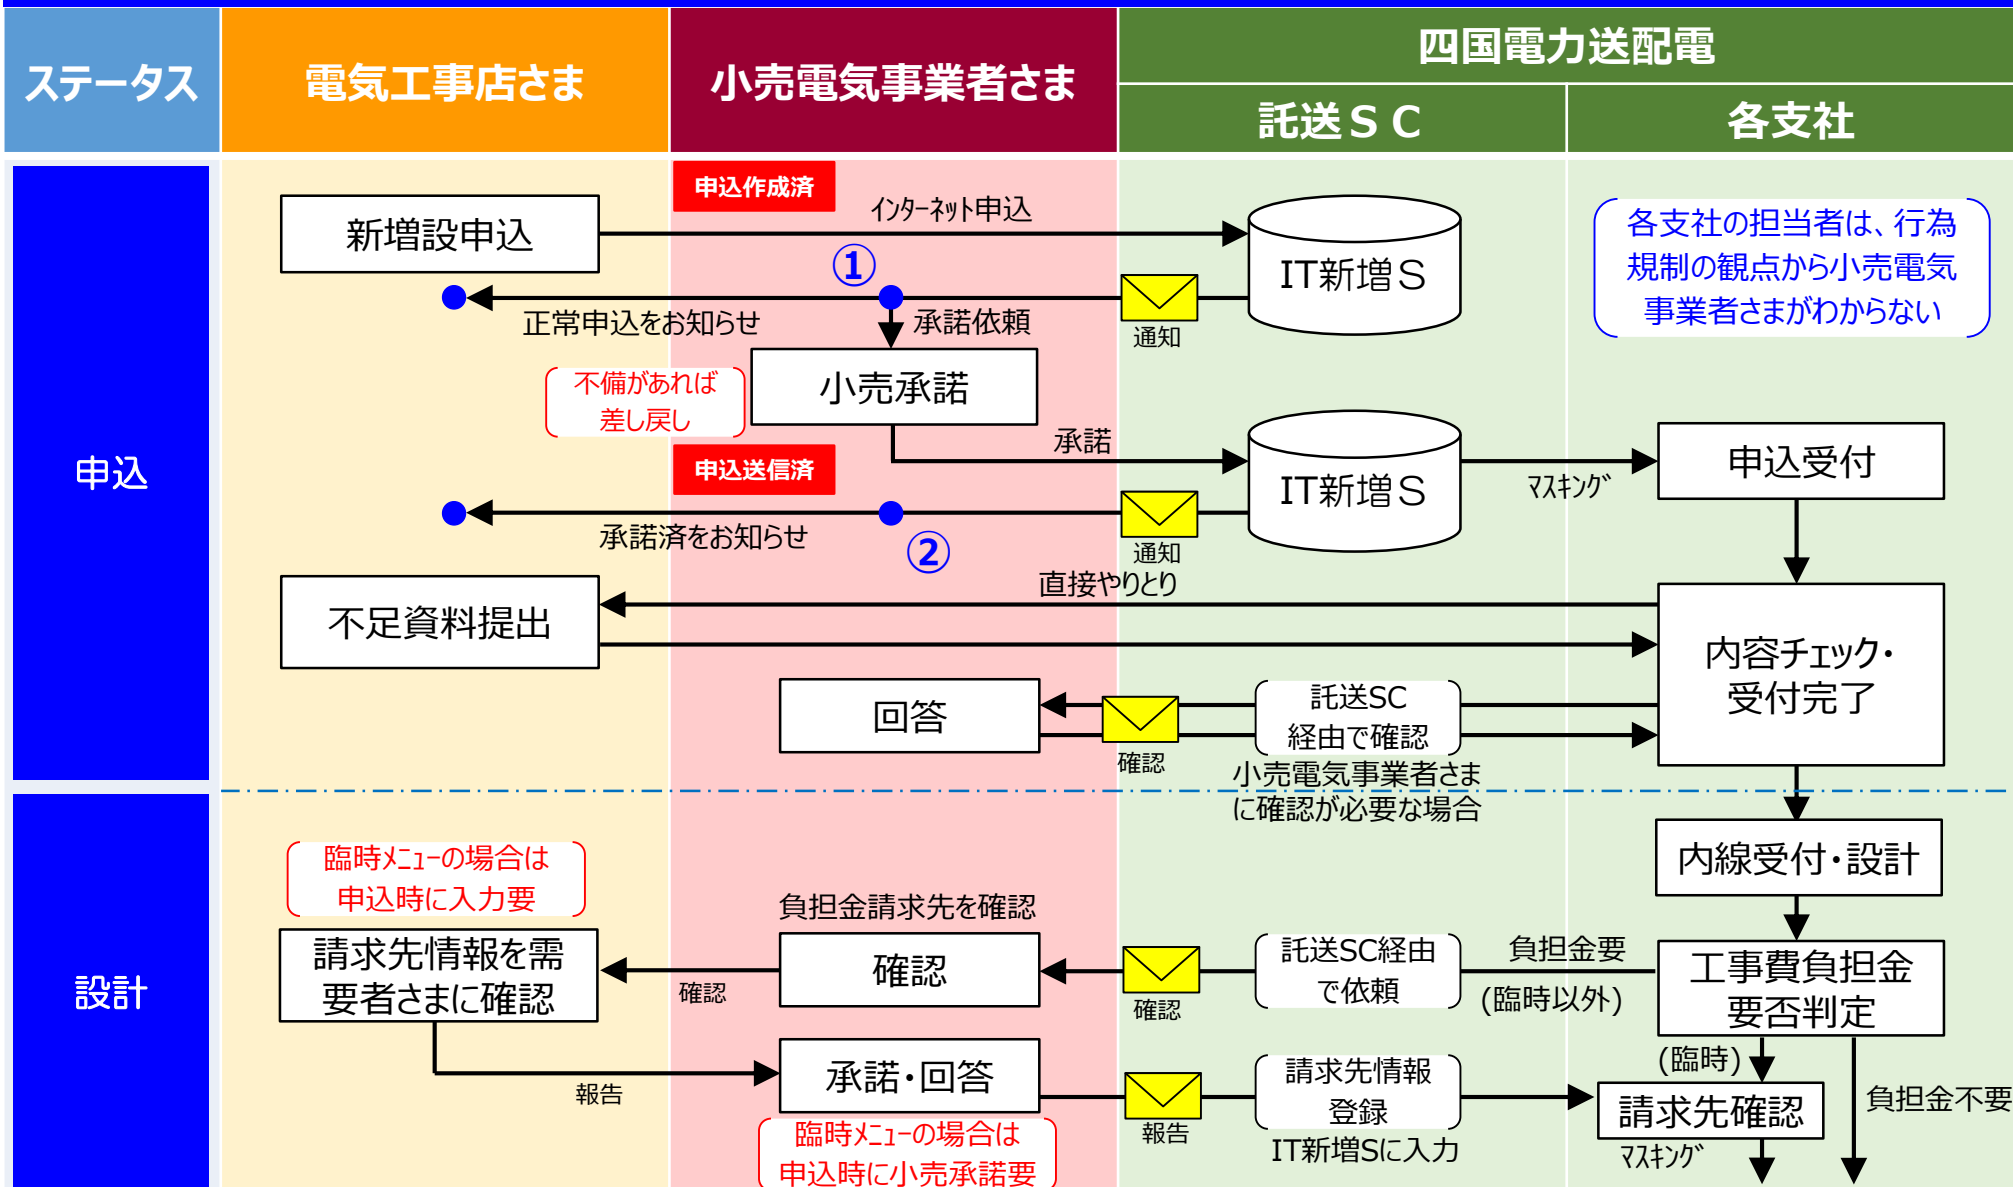 ステータス
電気工事店さま
小売電気事業者さま
四国電力送配電
託送ＳＣ
各支社
申込
申込作成済
新増設申込
ｲﾝﾀｰﾈｯﾄ申込
IT新増Ｓ
各支社の担当者は、行為
規制の観点から小売電気
事業者さまがわからない
①
正常申込をお知らせ
承諾依頼
通知
不備があれば
差し戻し
小売承諾
承諾
申込送信済
IT新増Ｓ
ﾏｽｷﾝｸﾞ
申込受付
承諾済をお知らせ
②
通知
直接やりとり
不足資料提出
内容チェック・
受付完了
回答
確認
託送SC
経由で確認
小売電気事業者さま
に確認が必要な場合
設計
内線受付・設計
臨時ﾒﾆｭｰの場合は
申込時に入力要
負担金請求先を確認
請求先情報を需
要者さまに確認
確認
確認
確認
託送SC経由
で依頼
負担金要
(臨時以外)
工事費負担金
要否判定
報告
承諾・回答
報告
請求先情報
登録
IT新増Sに入力
(臨時)
請求先確認
負担金不要
ﾏｽｷﾝｸﾞ
臨時ﾒﾆｭｰの場合は
申込時に小売承諾要